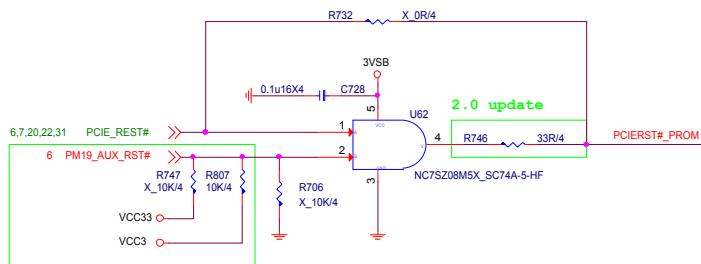 R732 X_0R/4
3VSB
0.1u16X4 C728
2.0 update
5 U62
VCC
6,7,20,22,31 PCIE_REST# 1 A
4 R746 33R/4 PCIERST#_PROM
Y
6 PM19_AUX_RST# 2 B
GND
R747 R807 3 NC7SZ08M5X_SC74A-5-HF
X_10K/4 10K/4 R706
X_10K/4
VCC33
VCC3